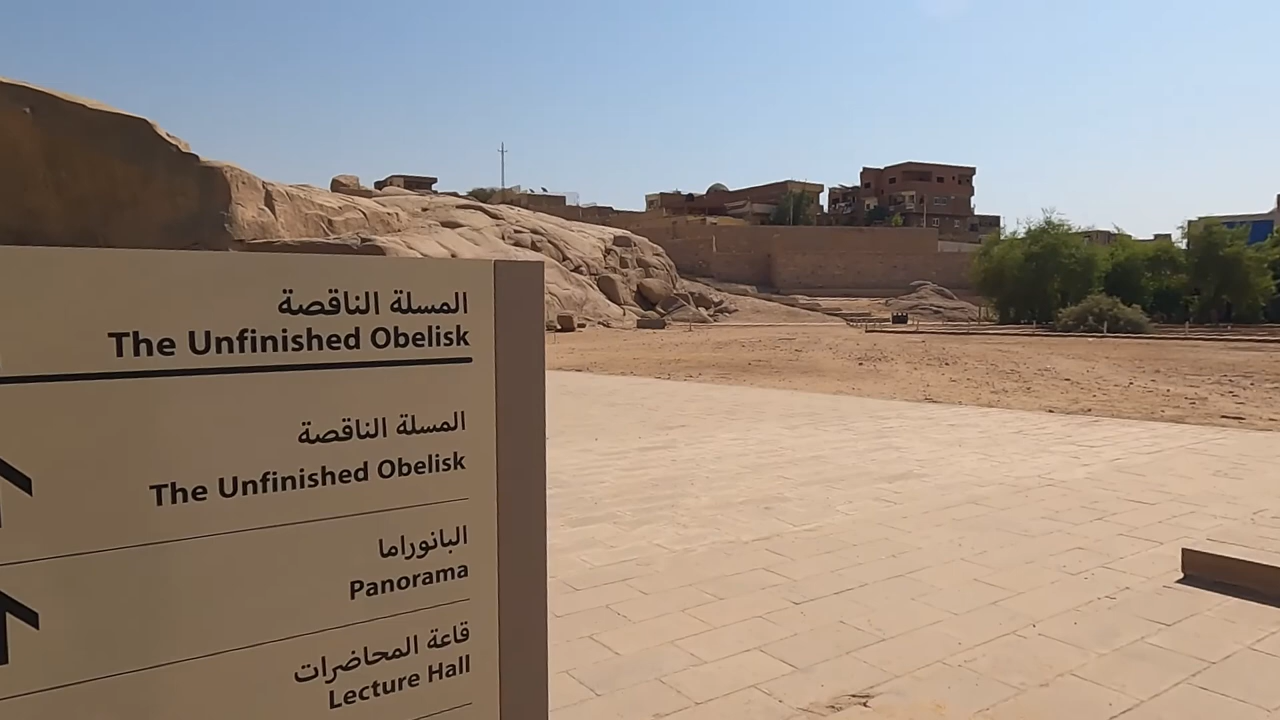 المسلة الناقصة
The Unfinished Obelisk
المسلة الناقصة
The Unfinished Obelisk
البانوراما
Panorama
قاعة المحاضرات
Lecture Hall